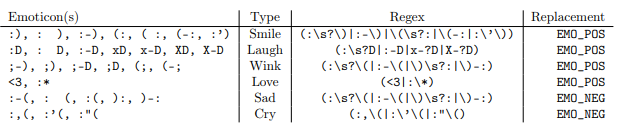 Emoticon(s) Type Regex Replacement
:), : ), :-), (:, ( :, (-:, :') Smile (:\s?\)|:-\)|\(\s?:|\(-:|:\'\)) EMO_POS
:D, : D, :-D, xD, x-D, XD, X-D Laugh (:\s?D|:-D|x-?D|X-?D) EMO_POS
;-), ;), ;-D, ;D, (;, (-; Wink (:\s?\(|:-\(|\)\s?:|\)-:) EMO_POS
<3, :* Love (<3|:\*) EMO_POS
:-(, : (, :(, ):, )-: Sad (:\s?\(|:-\(|\)\s?:|\)-:) EMO_NEG
:,(, :'(, :"( Cry (:,\(|:\'\(|:"\() EMO_NEG